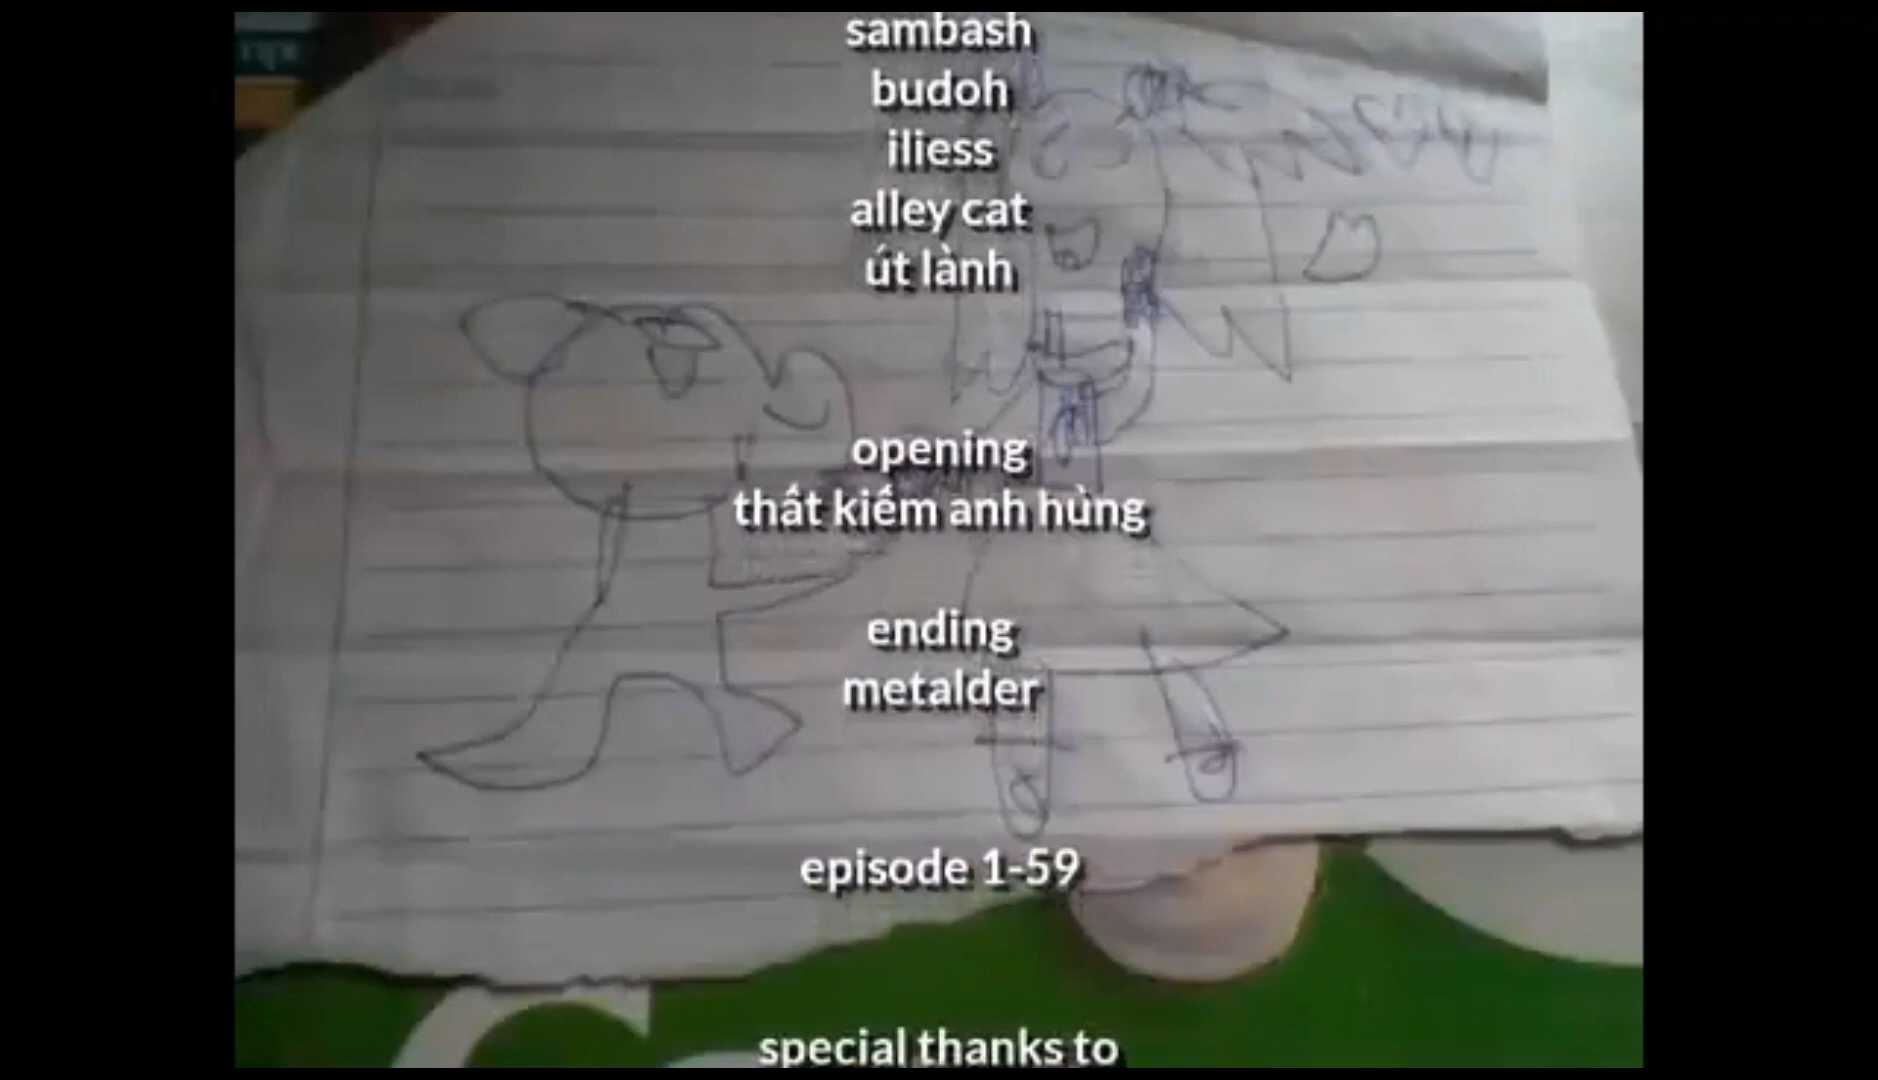 sambash
budoh
iliess
alley cat
út lành
opening
thất kiếm anh hùng
ending
metalder
episode 1-59
special thanks to